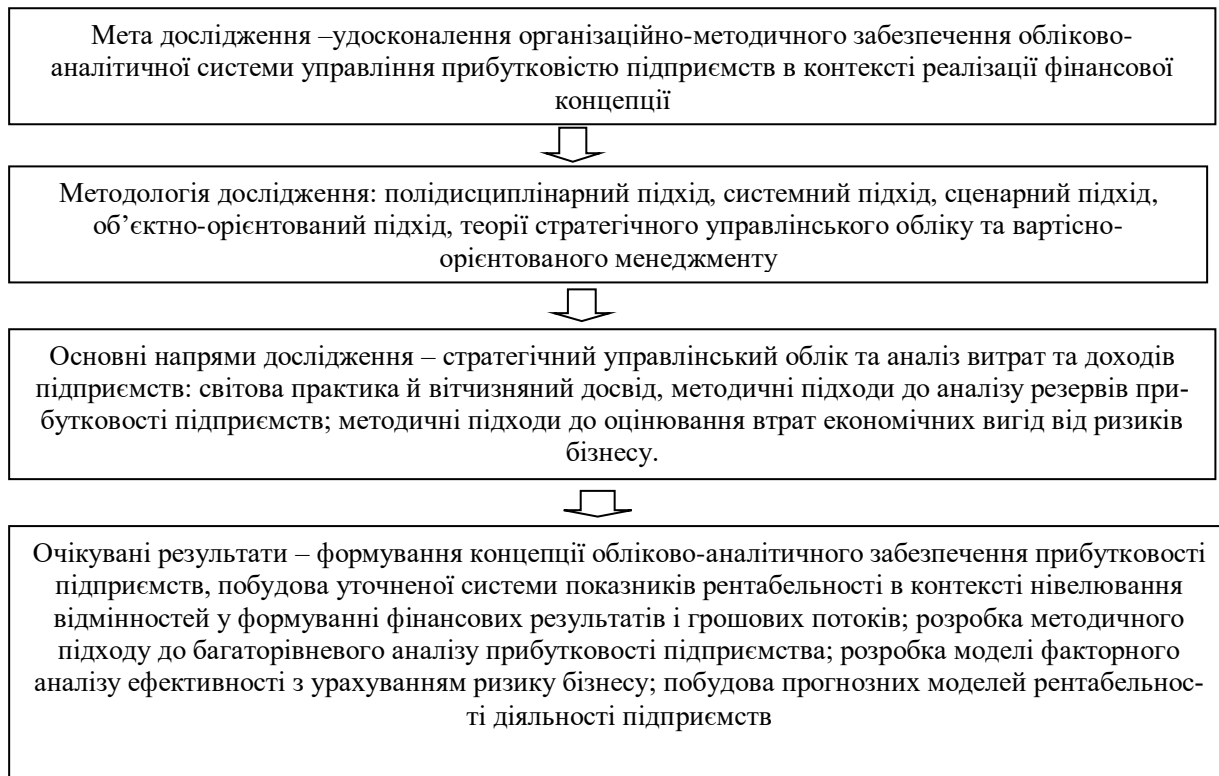 Мета дослідження –удосконалення організаційно-методичного забезпечення обліково-
аналітичної системи управління прибутковістю підприємств в контексті реалізації фінансової
концепції
Методологія дослідження: полідисциплінарний підхід, системний підхід, сценарний підхід,
об’єктно-орієнтований підхід, теорії стратегічного управлінського обліку та вартісно-
орієнтованого менеджменту
Основні напрями дослідження – стратегічний управлінський облік та аналіз витрат та доходів
підприємств: світова практика й вітчизняний досвід, методичні підходи до аналізу резервів при-
бутковості підприємств; методичні підходи до оцінювання втрат економічних вигід від ризиків
бізнесу.
Очікувані результати – формування концепції обліково-аналітичного забезпечення прибутковості
підприємств, побудова уточненої системи показників рентабельності в контексті нівелювання
відмінностей у формуванні фінансових результатів і грошових потоків; розробка методичного
підходу до багаторівневого аналізу прибутковості підприємства; розробка моделі факторного
аналізу ефективності з урахуванням ризику бізнесу; побудова прогнозних моделей рентабельнос-
ті діяльності підприємств